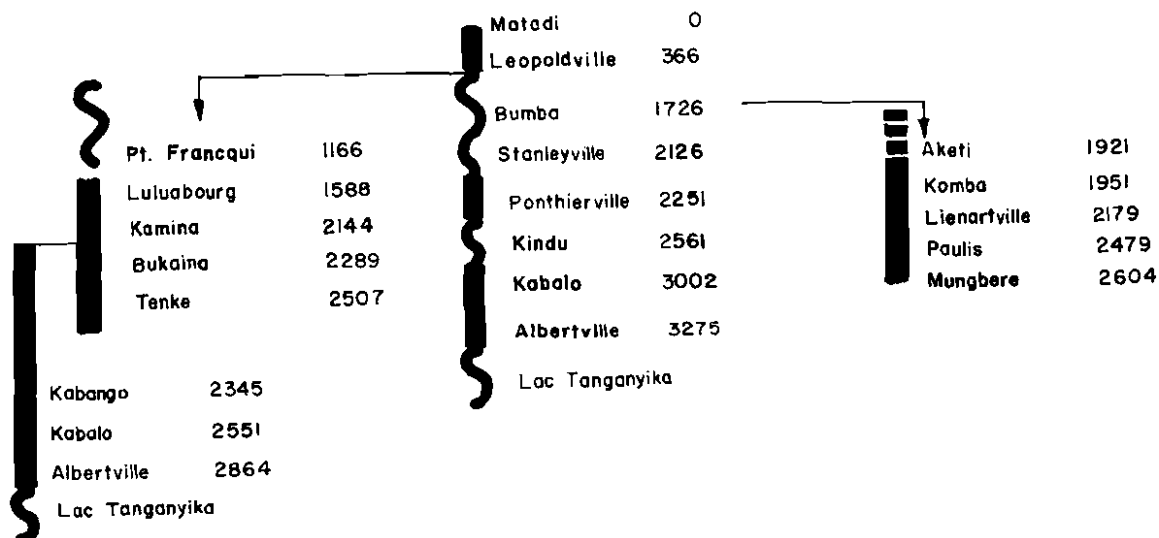 Matadi 0
Leopoldville 366
Bumba 1726
Stanleyville 2126
Ponthierville 2251
Kindu 2561
Kabalo 3002
Albertville 3275
Lac Tanganyika
Pt. Francqui 1166
Luluabourg 1588
Kamina 2144
Bukaina 2289
Tenke 2507
Kabango 2345
Kabalo 2551
Albertville 2864
Lac Tanganyika
Aketi 1921
Komba 1951
Lienartville 2179
Paulis 2479
Mungbere 2604